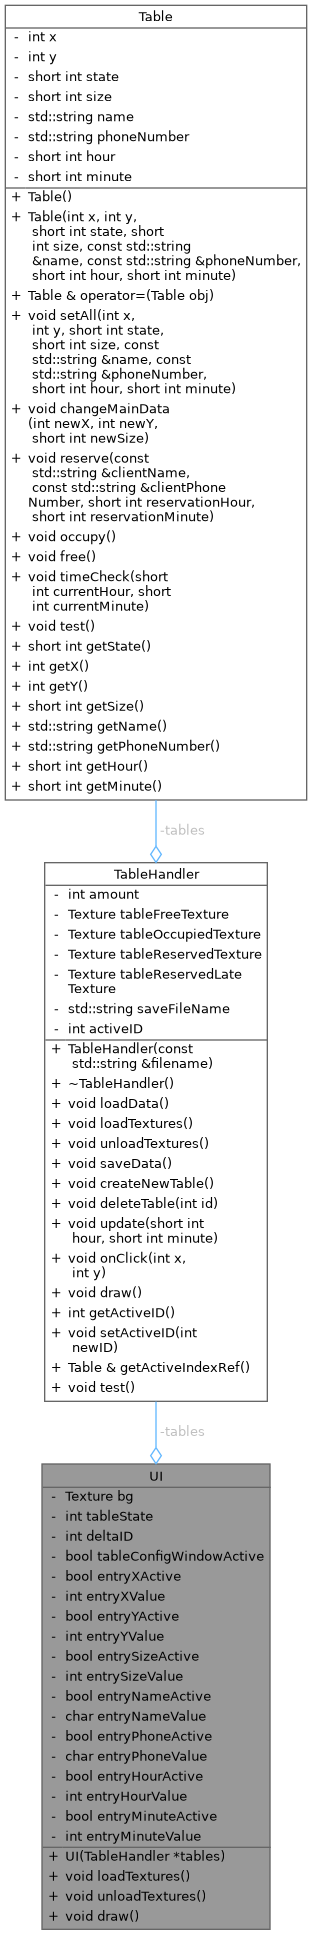 Table
- int x
- int y
- short int state
- short int size
- std::string name
- std::string phoneNumber
- short int hour
- short int minute
+ Table()
+ Table(int x, int y,
short int state, short
int size, const std::string
&name, const std::string &phoneNumber,
short int hour, short int minute)
+ Table & operator=(Table obj)
+ void setAll(int x,
int y, short int state,
short int size, const
std::string &name, const
std::string &phoneNumber,
short int hour, short int minute)
+ void changeMainData
(int newX, int newY,
short int newSize)
+ void reserve(const
std::string &clientName,
const std::string &clientPhone
Number, short int reservationHour,
short int reservationMinute)
+ void occupy()
+ void free()
+ void timeCheck(short
int currentHour, short
int currentMinute)
+ void test()
+ short int getState()
+ int getX()
+ int getY()
+ short int getSize()
+ std::string getName()
+ std::string getPhoneNumber()
+ short int getHour()
+ short int getMinute()
-tables
TableHandler
- int amount
- Texture tableFreeTexture
- Texture tableOccupiedTexture
- Texture tableReservedTexture
- Texture tableReservedLate
Texture
- std::string saveFileName
- int activeID
+ TableHandler(const
std::string &filename)
+ ~TableHandler()
+ void loadData()
+ void loadTextures()
+ void unloadTextures()
+ void saveData()
+ void createNewTable()
+ void deleteTable(int id)
+ void update(short int
hour, short int minute)
+ void onClick(int x,
int y)
+ void draw()
+ int getActiveID()
+ void setActiveID(int
newID)
+ Table & getActiveIndexRef()
+ void test()
-tables
UI
- Texture bg
- int tableState
- int deltaID
- bool tableConfigWindowActive
- bool entryXActive
- int entryXValue
- bool entryYActive
- int entryYValue
- bool entrySizeActive
- int entrySizeValue
- bool entryNameActive
- char entryNameValue
- bool entryPhoneActive
- char entryPhoneValue
- bool entryHourActive
- int entryHourValue
- bool entryMinuteActive
- int entryMinuteValue
+ UI(TableHandler *tables)
+ void loadTextures()
+ void unloadTextures()
+ void draw()